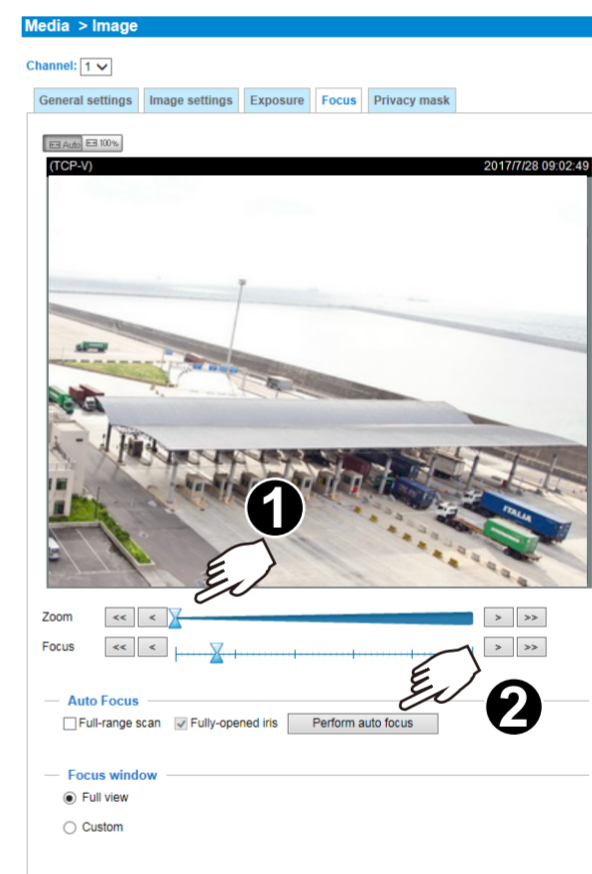 Media > Image
Channel: 1
General settings Image settings Exposure Focus Privacy mask
Auto 100%
(TCP-V) 2017/7/28 09:02:49
ITALIA
1
Zoom << < > >>
Focus << < > >>
2
Auto Focus
Full-range scan Fully-opened iris Perform auto focus
Focus window
Full view
Custom